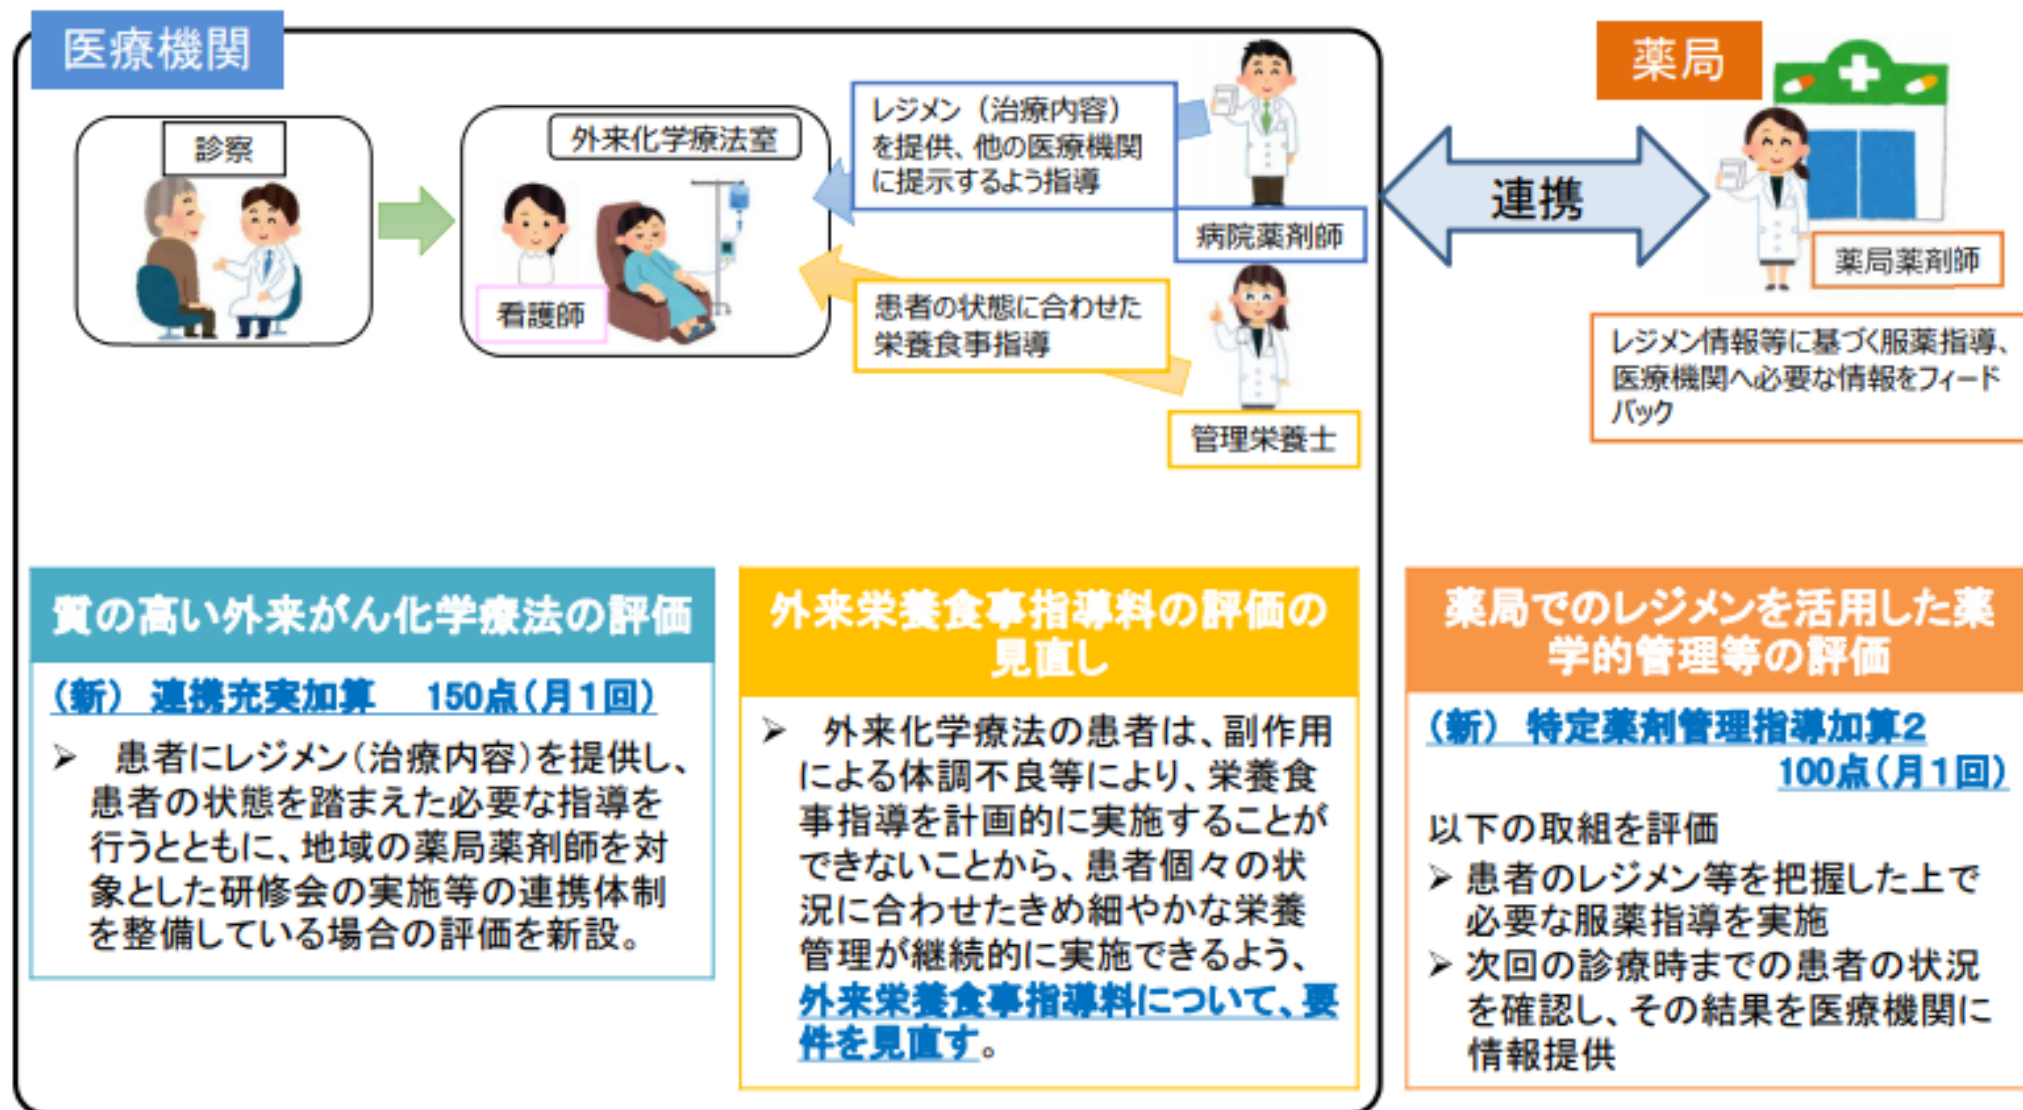 医療機関
診察
外来化学療法室
看護師
レジメン（治療内容）
を提供、他の医療機関
に提示するよう指導
病院薬剤師
患者の状態に合わせた
栄養食事指導
管理栄養士
連携
薬局
薬局薬剤師
レジメン情報等に基づく服薬指導、
医療機関へ必要な情報をフィード
バック
質の高い外来がん化学療法の評価
（新） 連携充実加算 150点（月１回）
➢ 患者にレジメン（治療内容）を提供し、
患者の状態を踏まえた必要な指導を
行うとともに、地域の薬局薬剤師を対
象とした研修会の実施等の連携体制
を整備している場合の評価を新設。
外来栄養食事指導料の評価の
見直し
➢ 外来化学療法の患者は、副作用
による体調不良等により、栄養食
事指導を計画的に実施することが
できないことから、患者個々の状
況に合わせたきめ細やかな栄養
管理が継続的に実施できるよう、
外来栄養食事指導料について、要
件を見直す。
薬局でのレジメンを活用した薬
学的管理等の評価
（新） 特定薬剤管理指導加算２
100点（月１回）
以下の取組を評価
➢ 患者のレジメン等を把握した上で
必要な服薬指導を実施
➢ 次回の診療時までの患者の状況
を確認し、その結果を医療機関に
情報提供